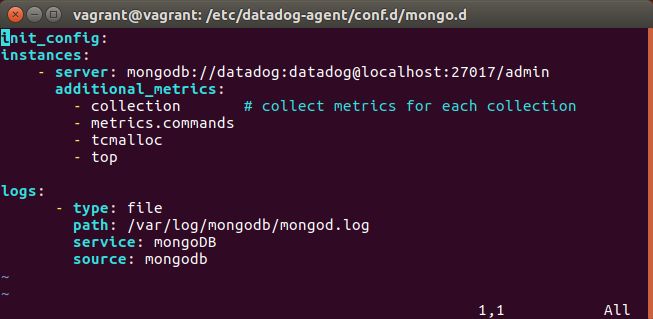 vagrant@vagrant: /etc/datadog-agent/conf.d/mongo.d
init_config:
instances:
    - server: mongodb://datadog:datadog@localhost:27017/admin
      additional_metrics:
        - collection       # collect metrics for each collection
        - metrics.commands
        - tcmalloc
        - top

logs:
      - type: file
        path: /var/log/mongodb/mongod.log
        service: mongoDB
        source: mongodb
~
~
1,1           All